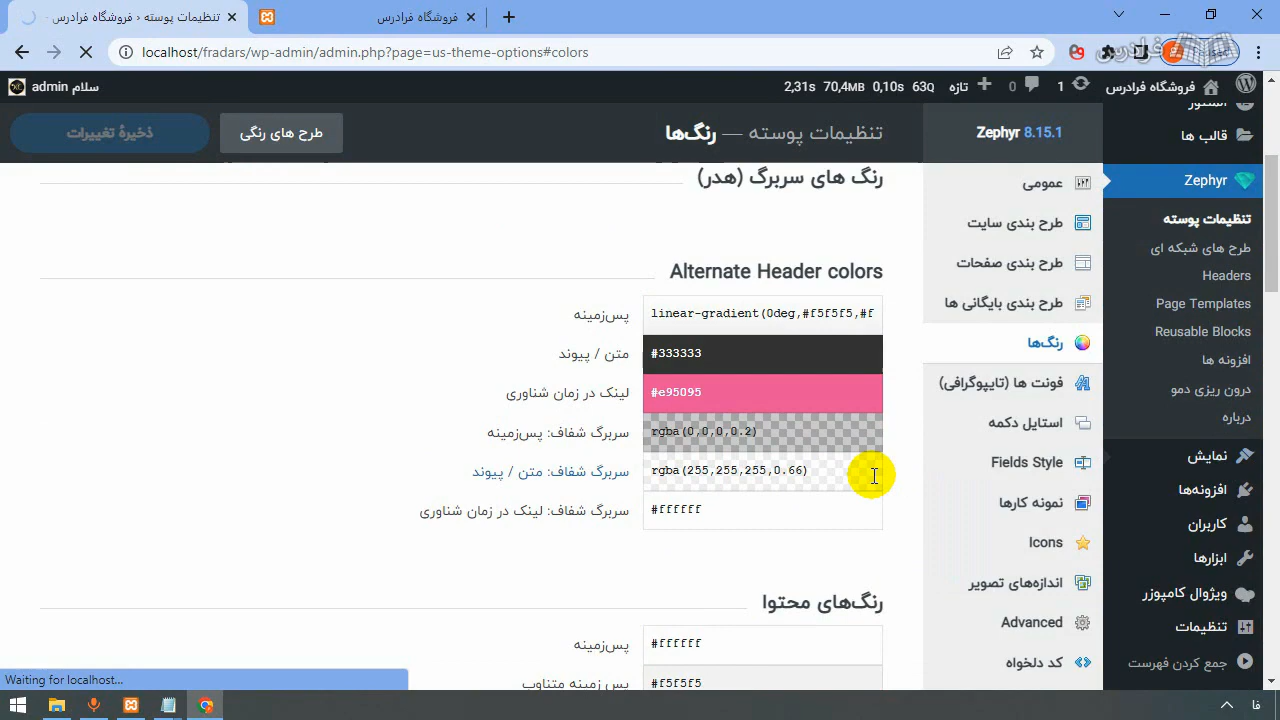 تنظیمات پوسته ‹ فروشگاه فرادرس
فروشگاه فرادرس
localhost/fradars/wp-admin/admin.php?page=us-theme-options#colors
فرادرس
سلام admin
2,31s 70,4MB 0,10s 63Q
تازه
0
1
فروشگاه فرادرس
ذخیرهٔ تغییرات
طرح های رنگی
تنظیمات پوسته — رنگ‌ها
Zephyr 8.15.1
عمومی
طرح بندی سایت
طرح بندی صفحات
طرح بندی بایگانی ها
رنگ‌ها
فونت ها (تایپوگرافی)
استایل دکمه
Fields Style
نمونه کارها
Icons
اندازه‌های تصویر
Advanced
کد دلخواه
المنتور
قالب ها
Zephyr
تنظیمات پوسته
طرح های شبکه ای
Headers
Page Templates
Reusable Blocks
افزونه ها
درون ریزی دمو
درباره
نمایش
افزونه‌ها
کاربران
ابزارها
ویژوال کامپوزر
تنظیمات
جمع کردن فهرست
رنگ های سربرگ (هدر)
Alternate Header colors
پس‌زمینه
linear-gradient(0deg,#f5f5f5,#f
متن / پیوند
#333333
لینک در زمان شناوری
#e95095
سربرگ شفاف: پس‌زمینه
rgba(0,0,0,0.2)
سربرگ شفاف: متن / پیوند
rgba(255,255,255,0.66)
سربرگ شفاف: لینک در زمان شناوری
#ffffff
رنگ‌های محتوا
پس‌زمینه
#ffffff
پس زمینه متناوب
#f5f5f5
Waiting for localhost...
فا